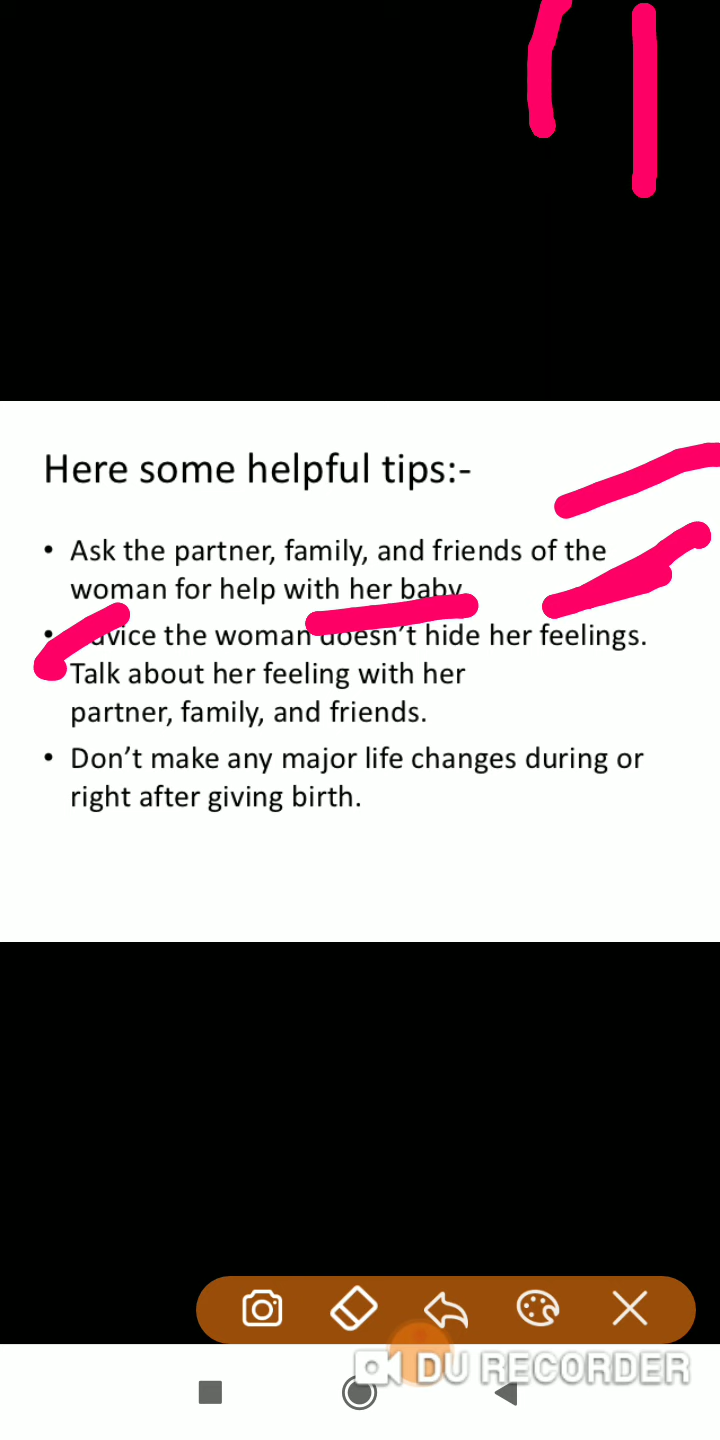 Here some helpful tips:-
• Ask the partner, family, and friends of the
woman for help with her baby
• the woman doesn't hide her feelings.
Talk about her feeling with her
partner, family, and friends.
• Don't make any major life changes during or
right after giving birth.
DU RECORDER